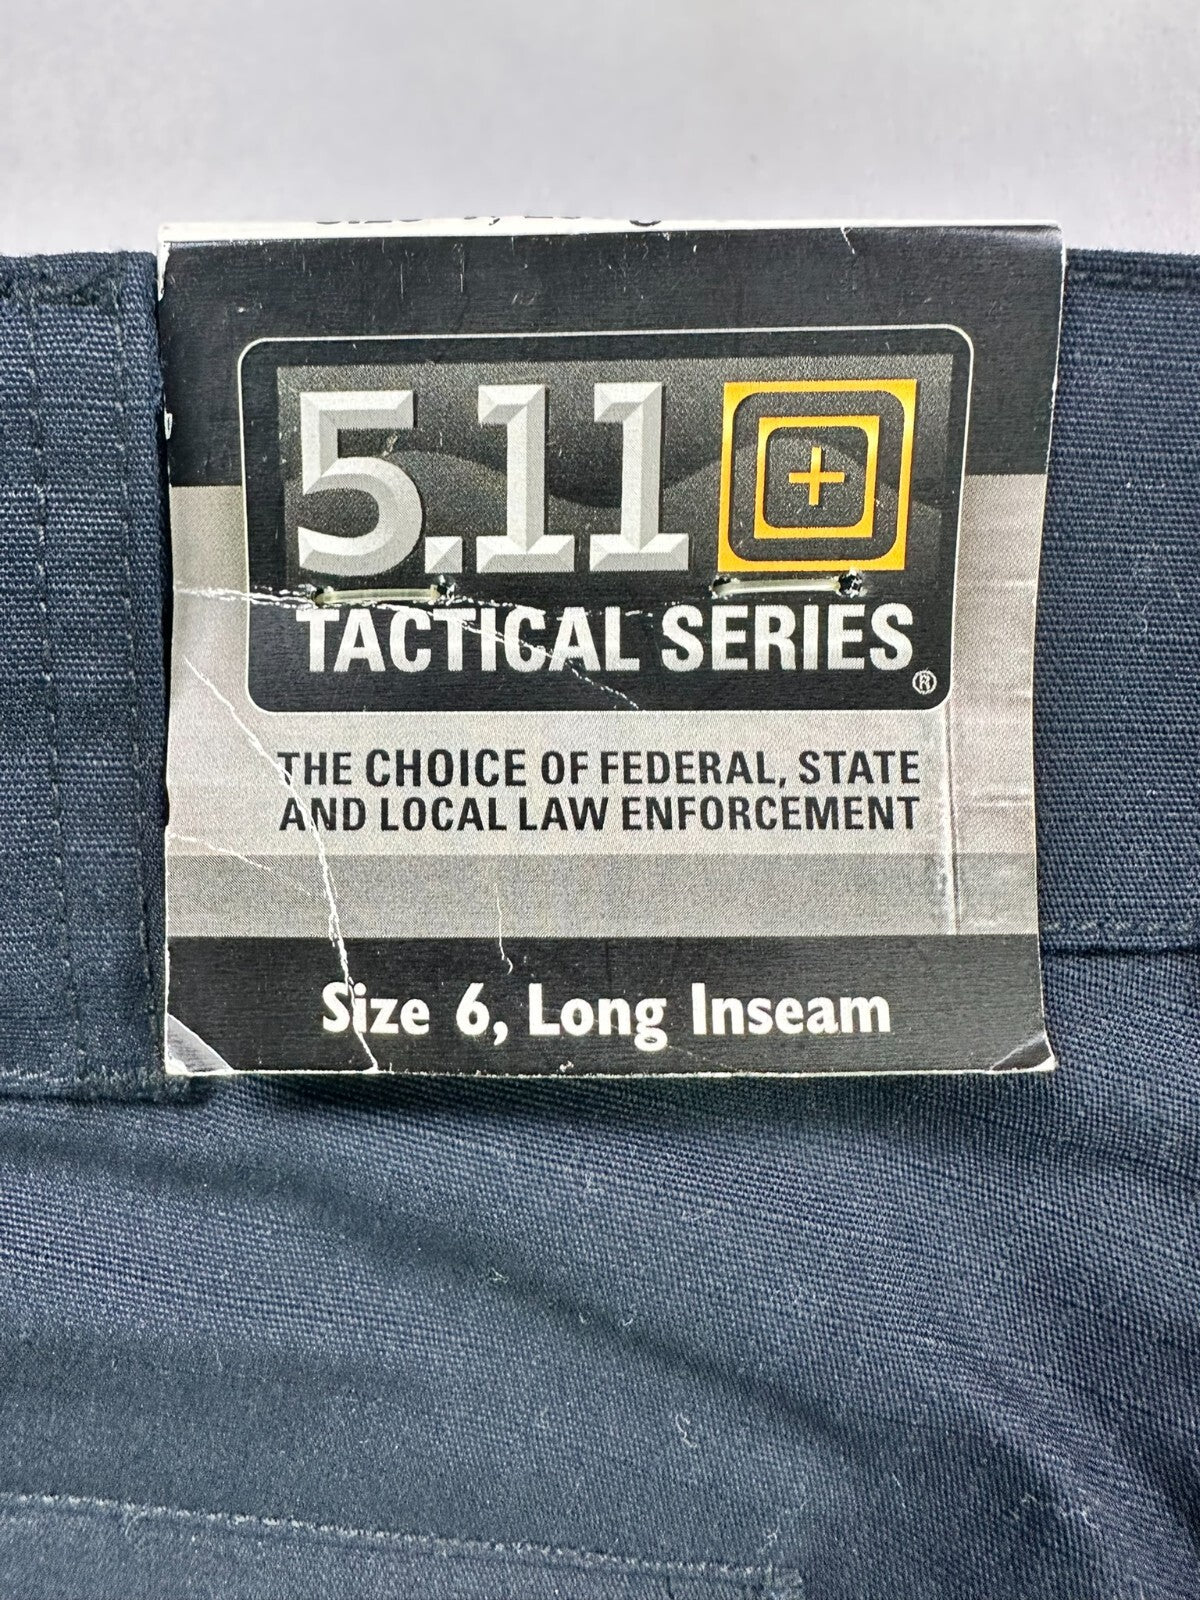 5.11
TACTICAL SERIES
®
THE CHOICE OF FEDERAL, STATE
AND LOCAL LAW ENFORCEMENT
Size 6, Long Inseam